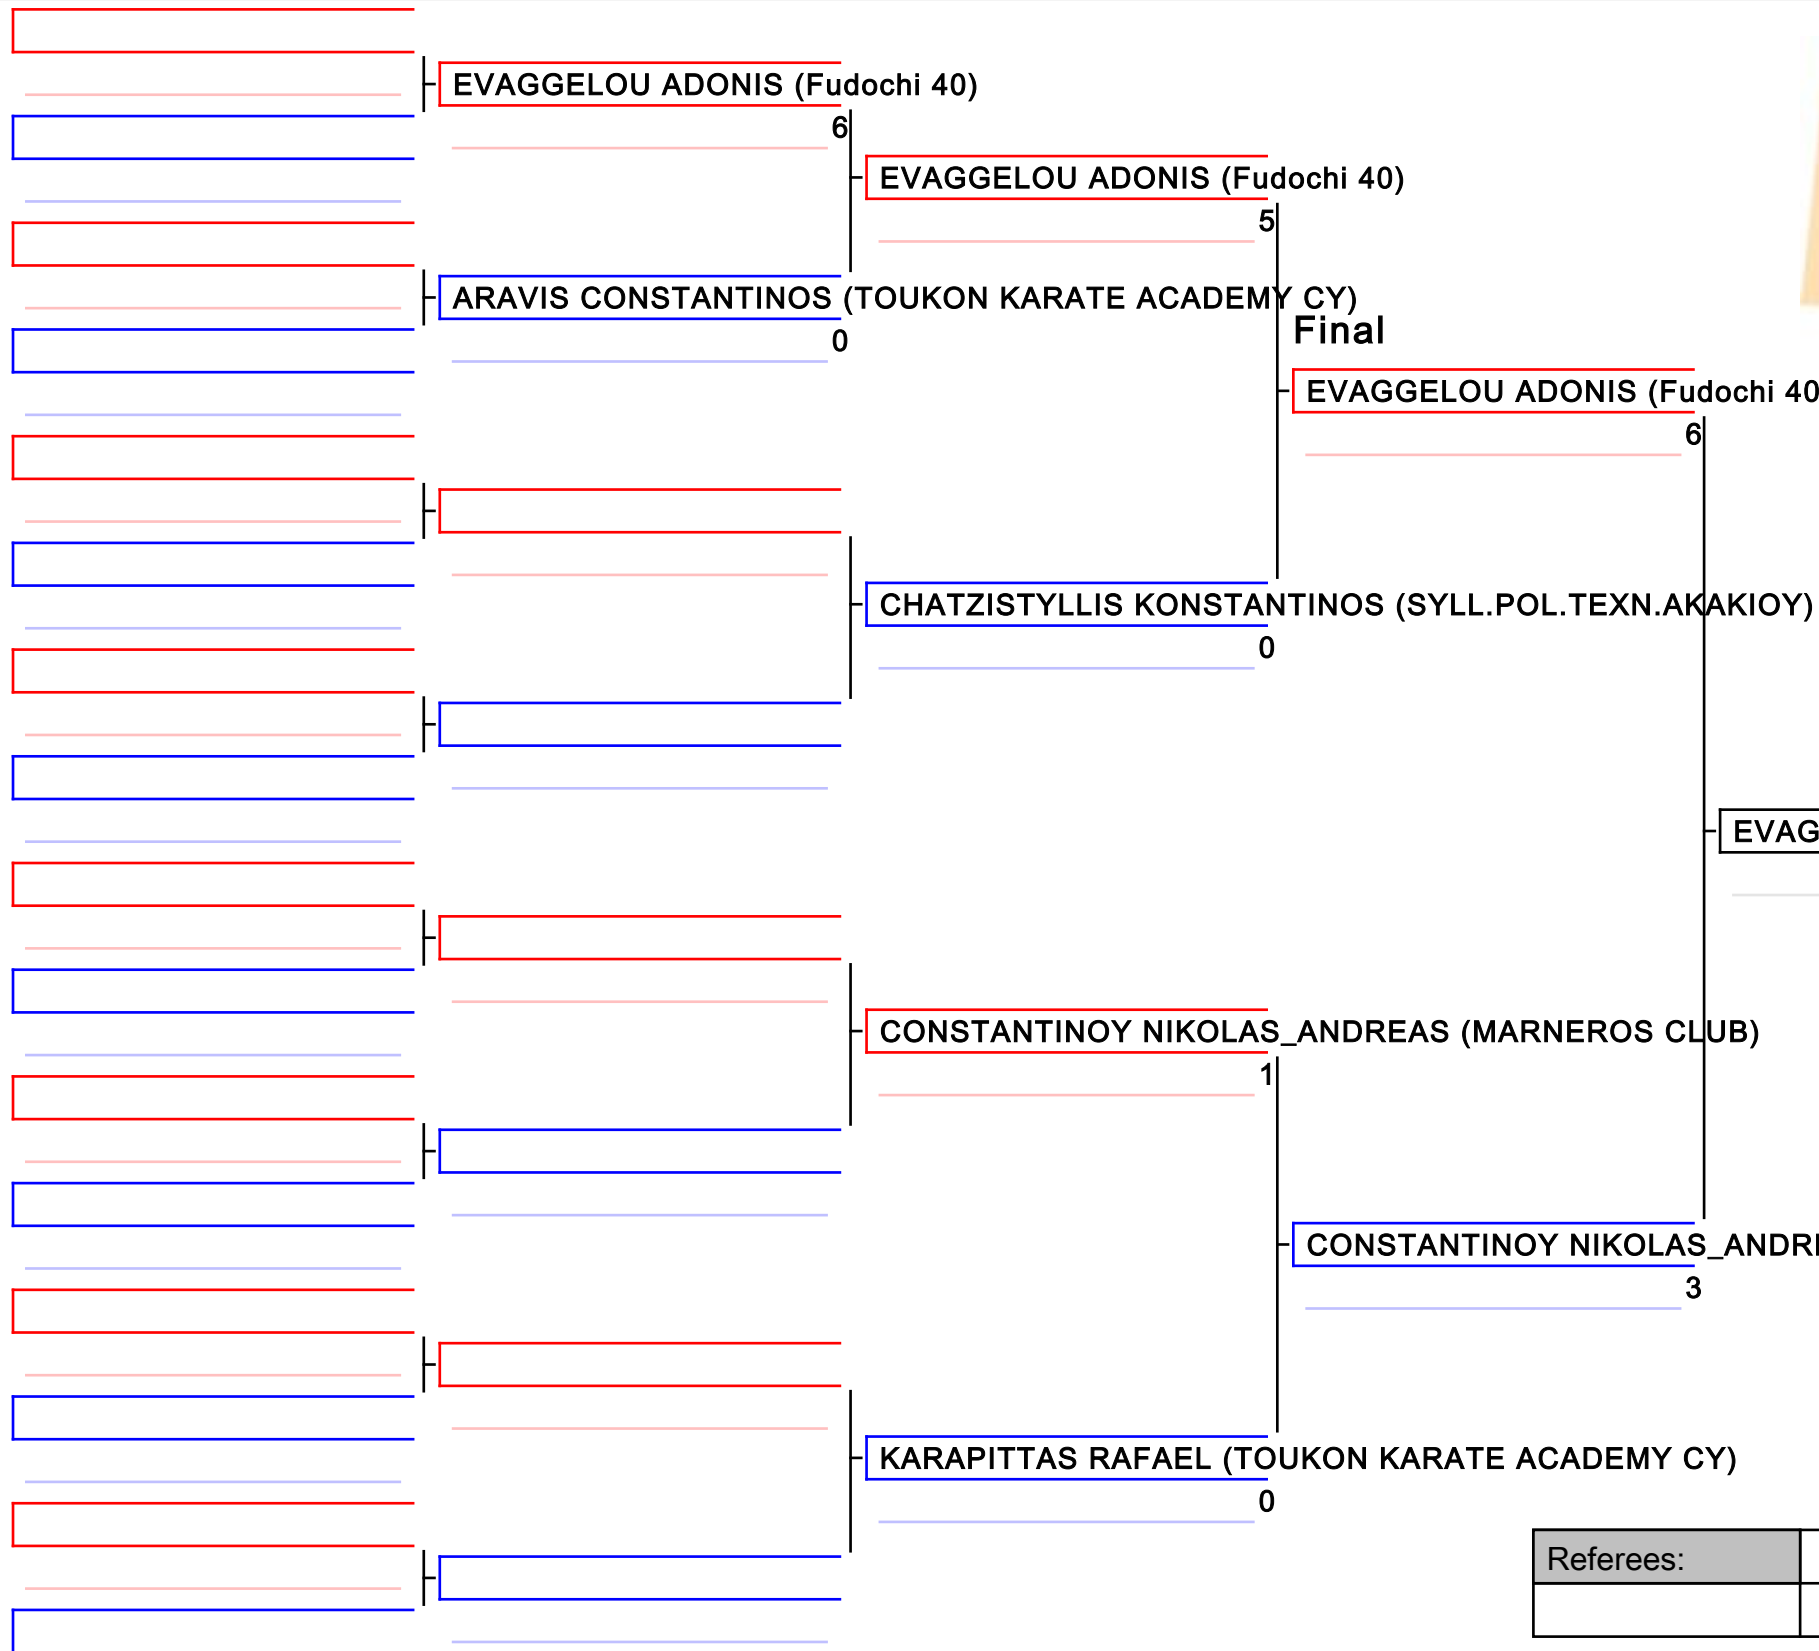 EVAGGELOU ADONIS (Fudochi 40)
6
EVAGGELOU ADONIS (Fudochi 40)
5
ARAVIS CONSTANTINOS (TOUKON KARATE ACADEMY CY)
0
Final
EVAGGELOU ADONIS (Fudochi 40
6
CHATZISTYLLIS KONSTANTINOS (SYLL.POL.TEXN.AKAKIOY)
0
EVAG
CONSTANTINOY NIKOLAS_ANDREAS (MARNEROS CLUB)
1
CONSTANTINOY NIKOLAS_ANDR
3
KARAPITTAS RAFAEL (TOUKON KARATE ACADEMY CY)
0
Referees: